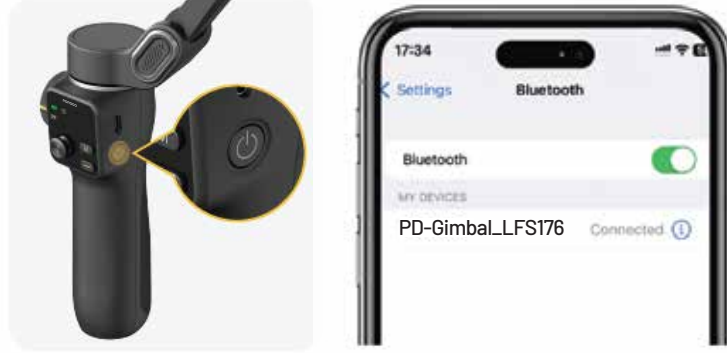 17:34
Settings
Bluetooth
Bluetooth
MY DEVICES
PD-Gimbal_LFS176
Connected